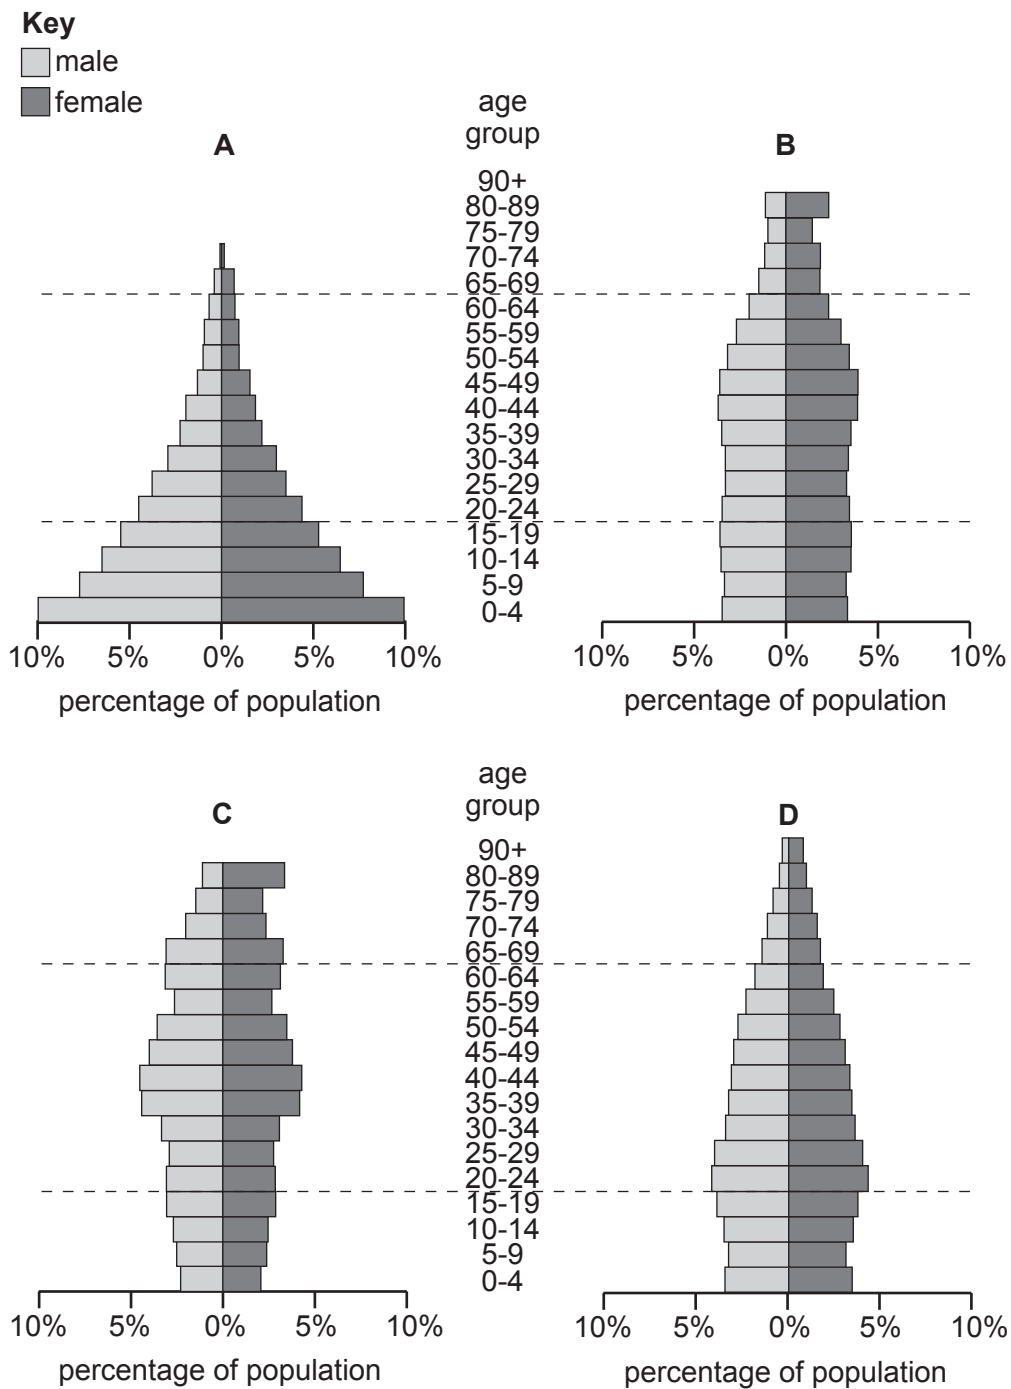 Key
male
female
age
group
A
B
90+
80-89
75-79
70-74
65-69
60-64
55-59
50-54
45-49
40-44
35-39
30-34
25-29
20-24
15-19
10-14
5-9
0-4
10% 5% 0% 5% 10%
10% 5% 0% 5% 10%
percentage of population
percentage of population
age
group
C
D
90+
80-89
75-79
70-74
65-69
60-64
55-59
50-54
45-49
40-44
35-39
30-34
25-29
20-24
15-19
10-14
5-9
0-4
10% 5% 0% 5% 10%
10% 5% 0% 5% 10%
percentage of population
percentage of population